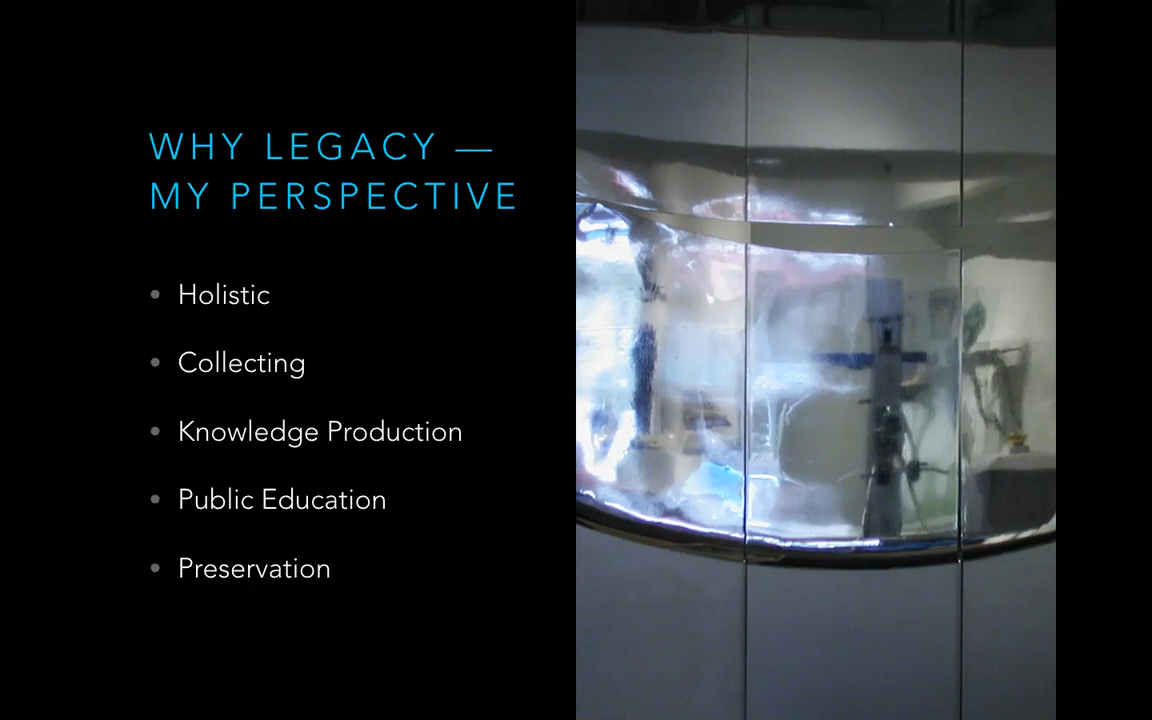 WHY LEGACY —
MY PERSPECTIVE
• Holistic
• Collecting
• Knowledge Production
• Public Education
• Preservation